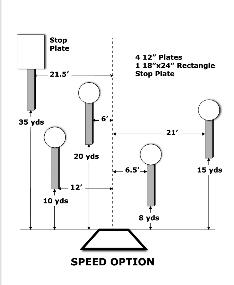 Stop
Plate
4 12" Plates
1 18"x24" Rectangle
Stop Plate
21.5'
6'
21'
35 yds
20 yds
6.5'
15 yds
12'
10 yds
8 yds
SPEED OPTION